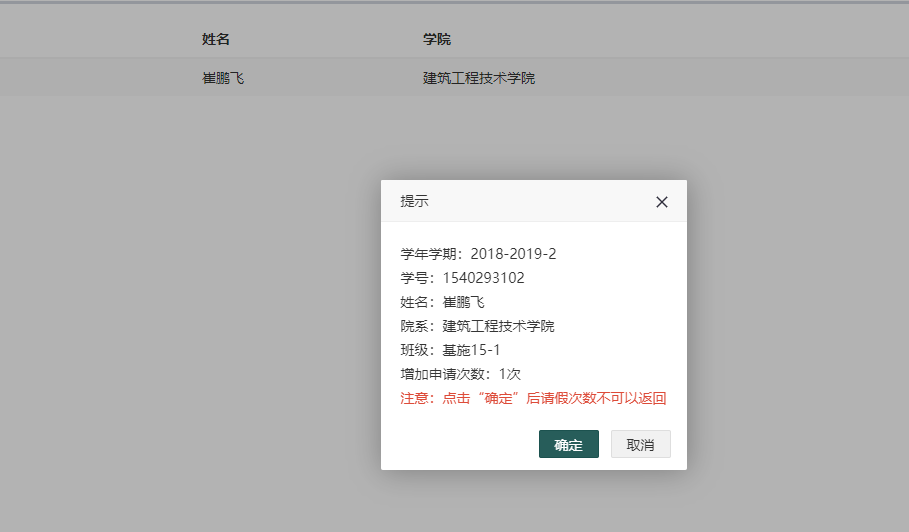 姓名 学院
崔鹏飞 建筑工程技术学院
提示
学年学期：2018-2019-2
学号：1540293102
姓名：崔鹏飞
院系：建筑工程技术学院
班级：基施15-1
增加申请次数：1次
注意：点击“确定”后请假次数不可以返回
确定 取消